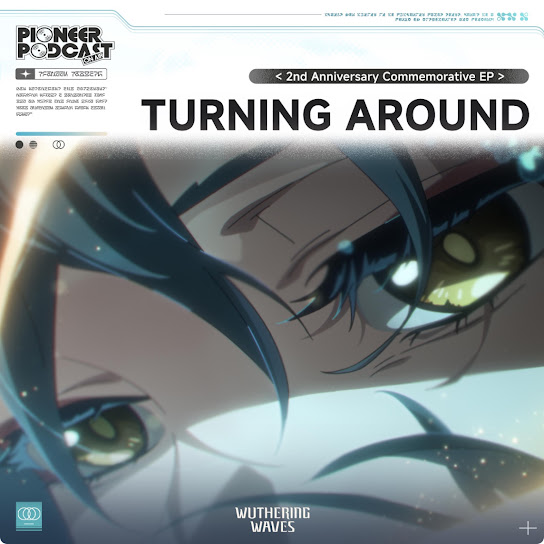 PIONEER
PODCAST
< 2nd Anniversary Commemorative EP >
TURNING AROUND
WUTHERING
WAVES